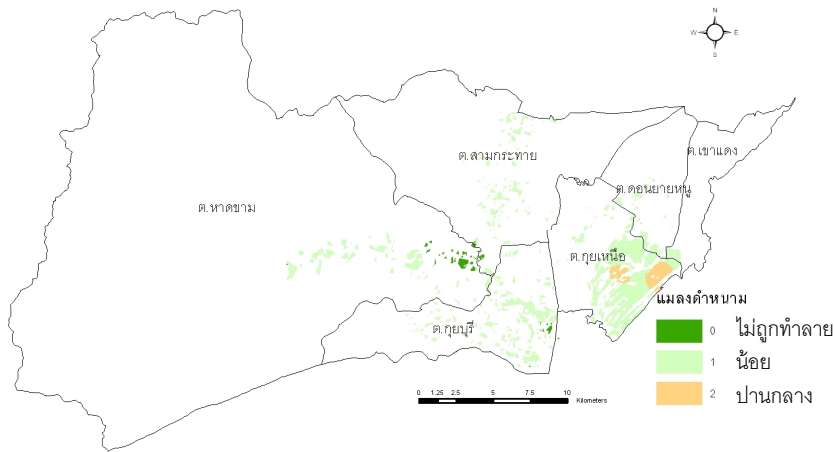 N
W E
S
ต.เขาแดง
ต.สามกระทาย
ต.ดอนยายหนู
ต.หาดขาม
ต.กุยเหนือ
ต.กุยบุรี
แมลงดำหนาม
0 ไม่ถูกทำลาย
1 น้อย
2 ปานกลาง
0 1.25 2.5 5 7.5 10
Kilometers